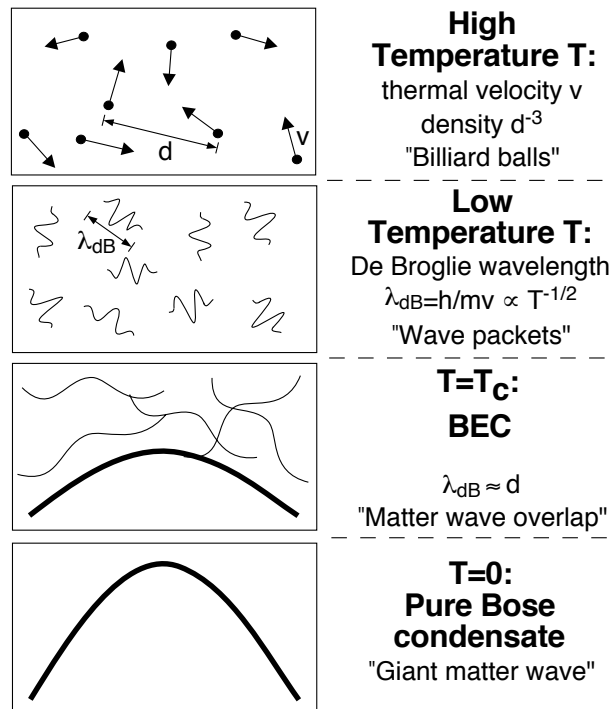 High
Temperature T:
thermal velocity v
density d⁻³
"Billiard balls"
d
v
Low
Temperature T:
De Broglie wavelength
λdB=h/mv ∝ T⁻¹/²
"Wave packets"
λdB
T=Tc:
BEC
λdB ≈ d
"Matter wave overlap"
T=0:
Pure Bose
condensate
"Giant matter wave"